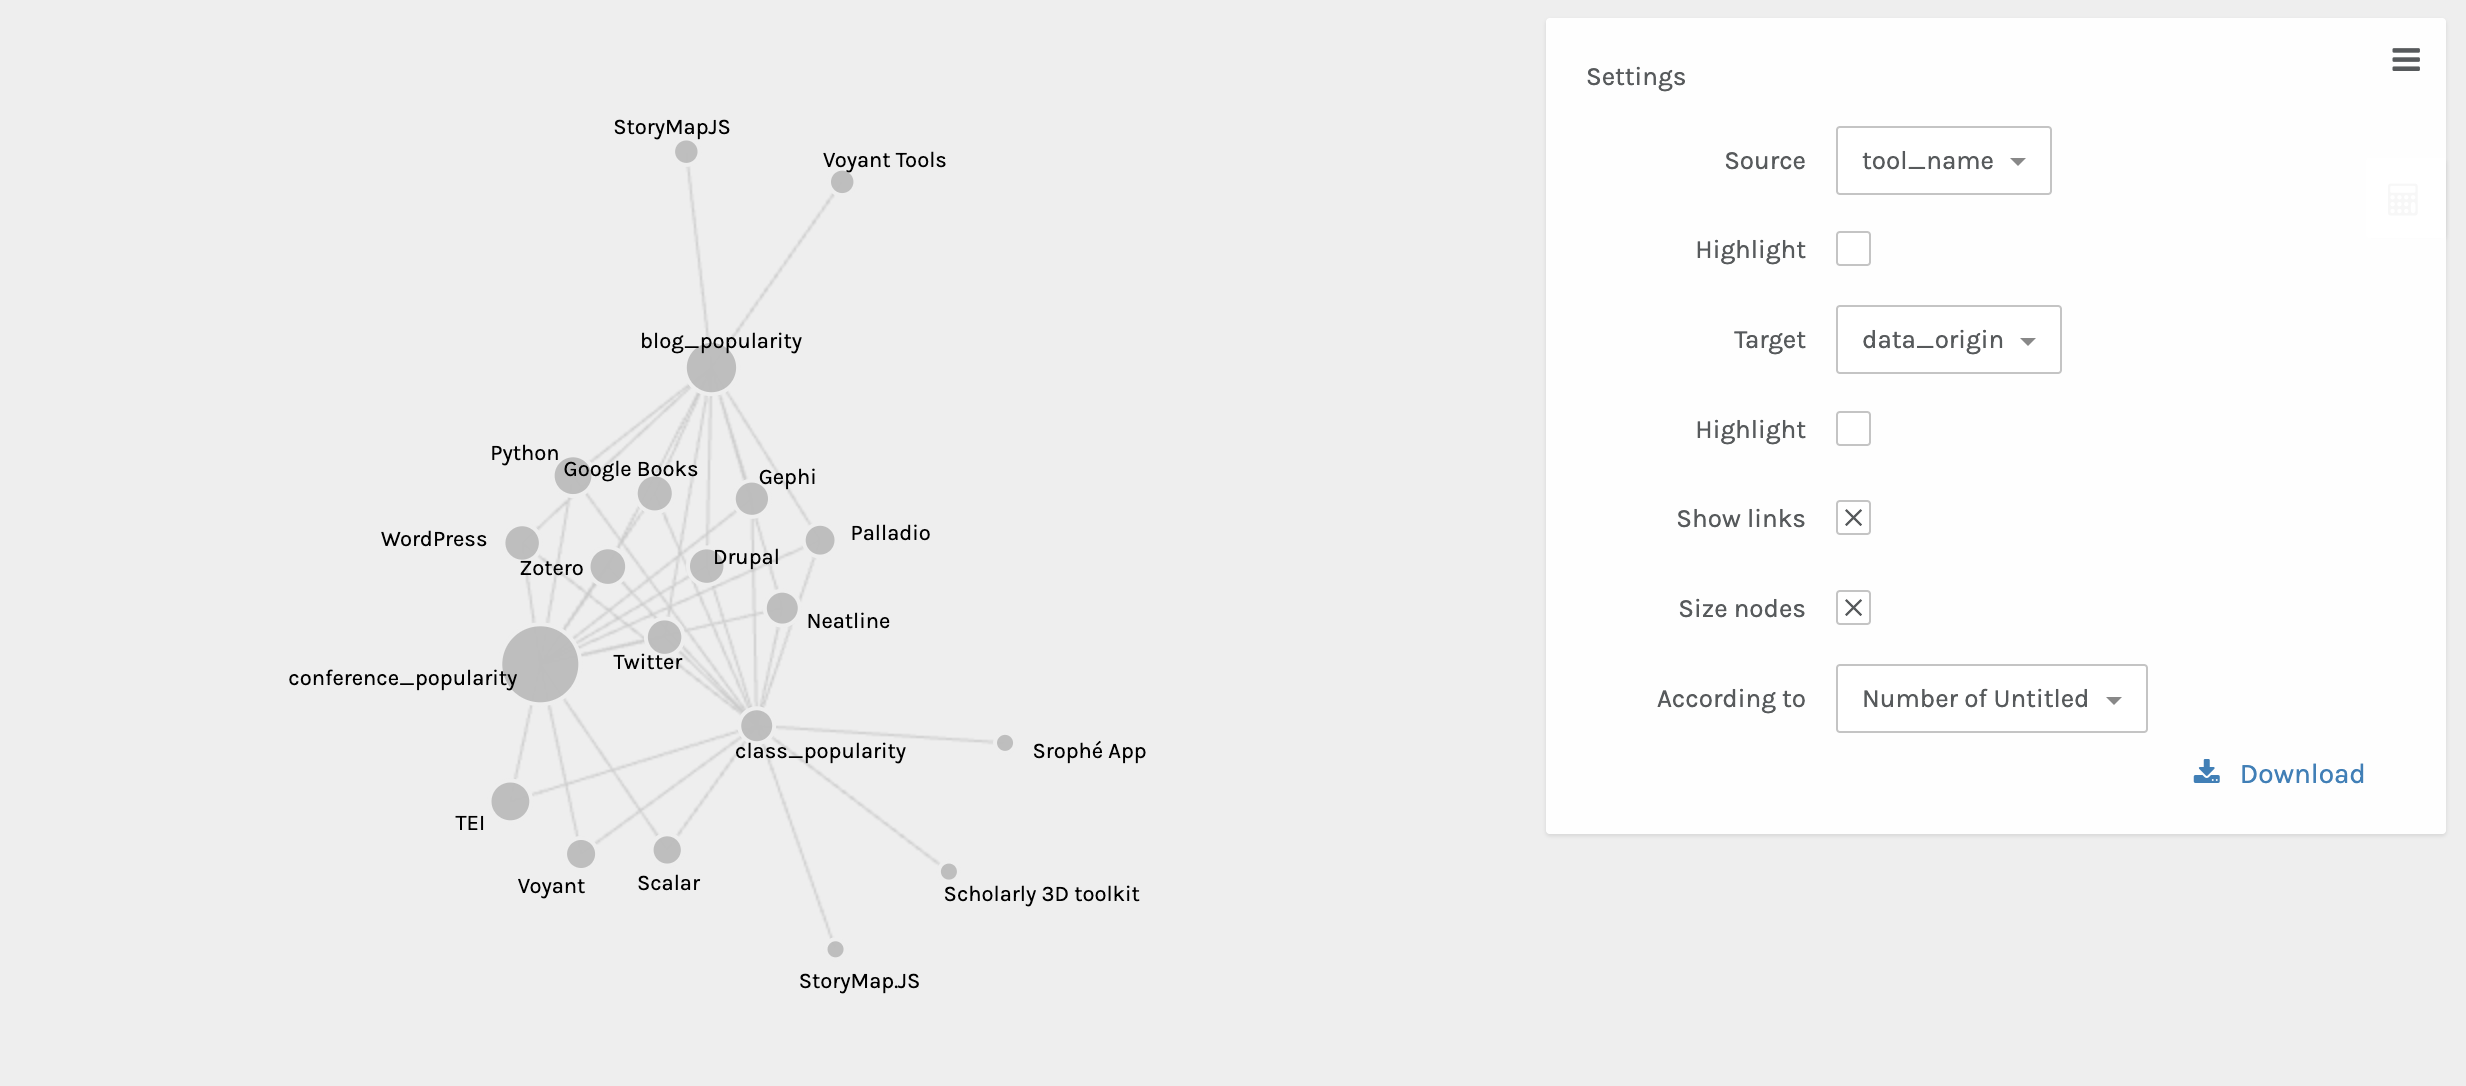 StoryMapJS
Voyant Tools
blog_popularity
Python
Google Books
Gephi
WordPress
Palladio
Zotero
Drupal
Neatline
Twitter
conference_popularity
class_popularity
Srophé App
TEI
Voyant
Scalar
Scholarly 3D toolkit
StoryMap.JS
Settings
Source
tool_name
Highlight
Target
data_origin
Highlight
Show links
Size nodes
According to
Number of Untitled
Download